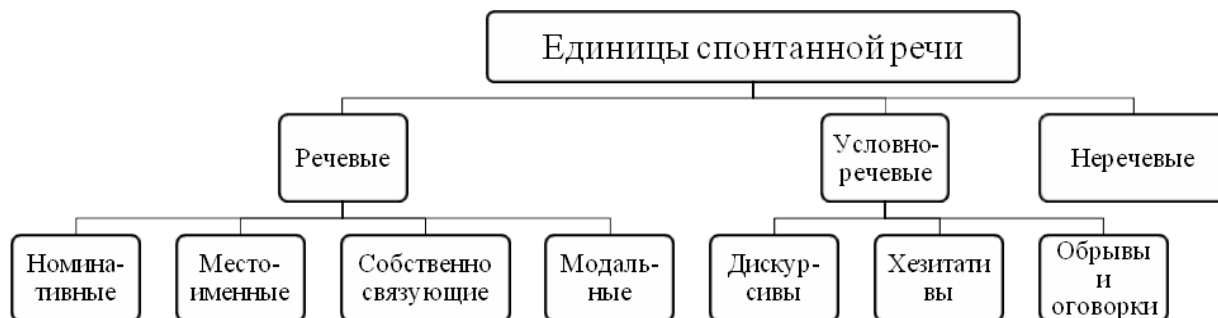 Единицы спонтанной речи
Речевые
Условно-
речевые
Неречевые
Номина-
тивные
Место-
именные
Собственно
связующие
Модаль-
ные
Дискур-
сивы
Хезитати
вы
Обрывы
и
оговорки